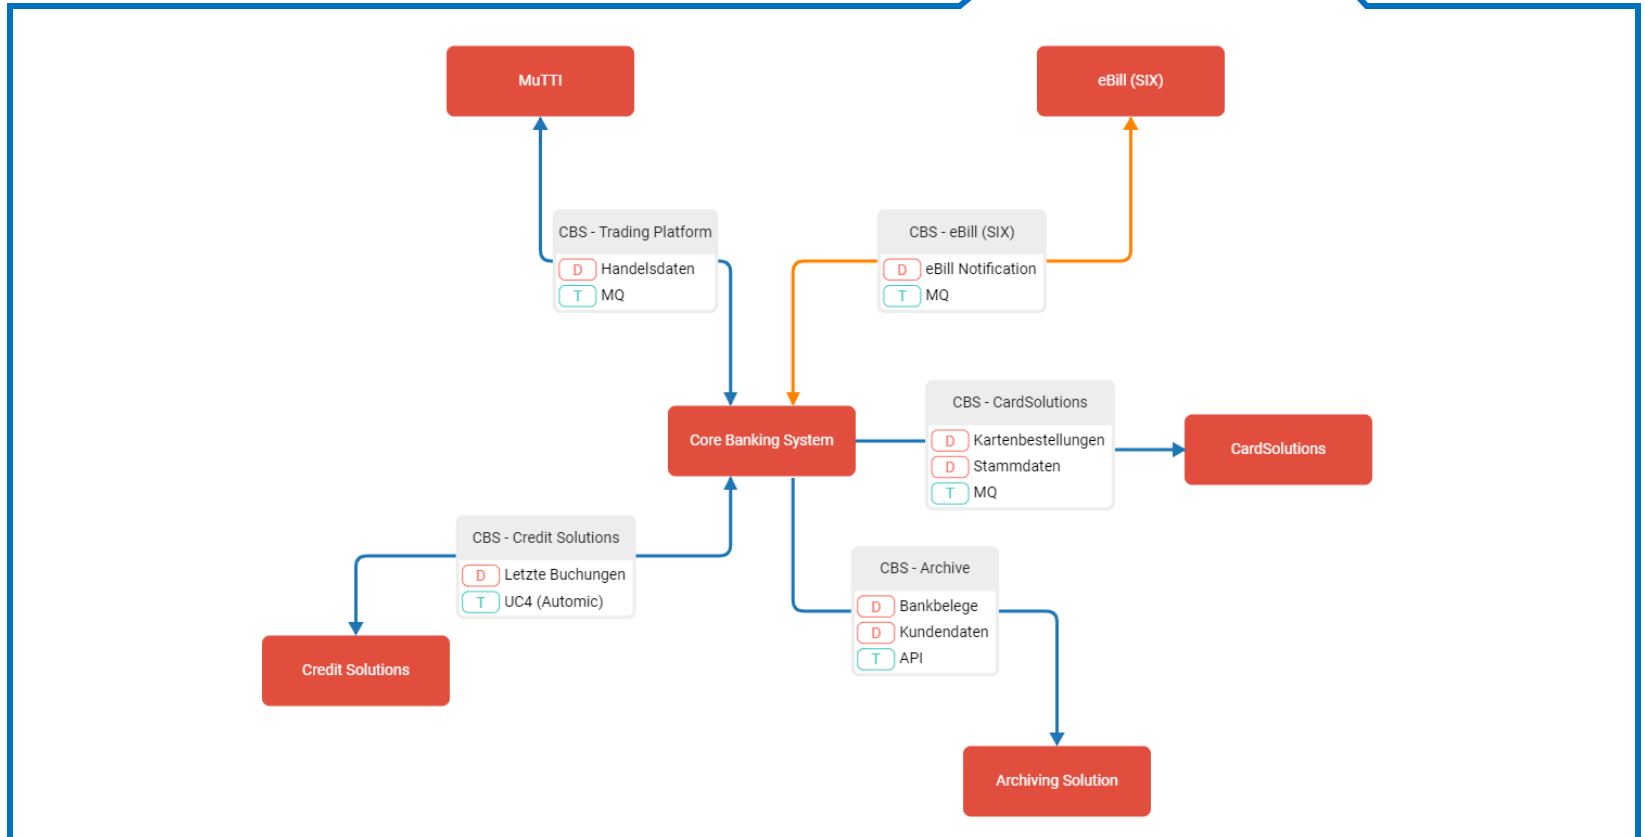 MuTTI
eBill (SIX)
CBS - Trading Platform
D Handelsdaten
T MQ
CBS - eBill (SIX)
D eBill Notification
T MQ
Core Banking System
CBS - CardSolutions
D Kartenbestellungen
D Stammdaten
T MQ
CardSolutions
CBS - Credit Solutions
D Letzte Buchungen
T UC4 (Automic)
CBS - Archive
D Bankbelege
D Kundendaten
T API
Credit Solutions
Archiving Solution